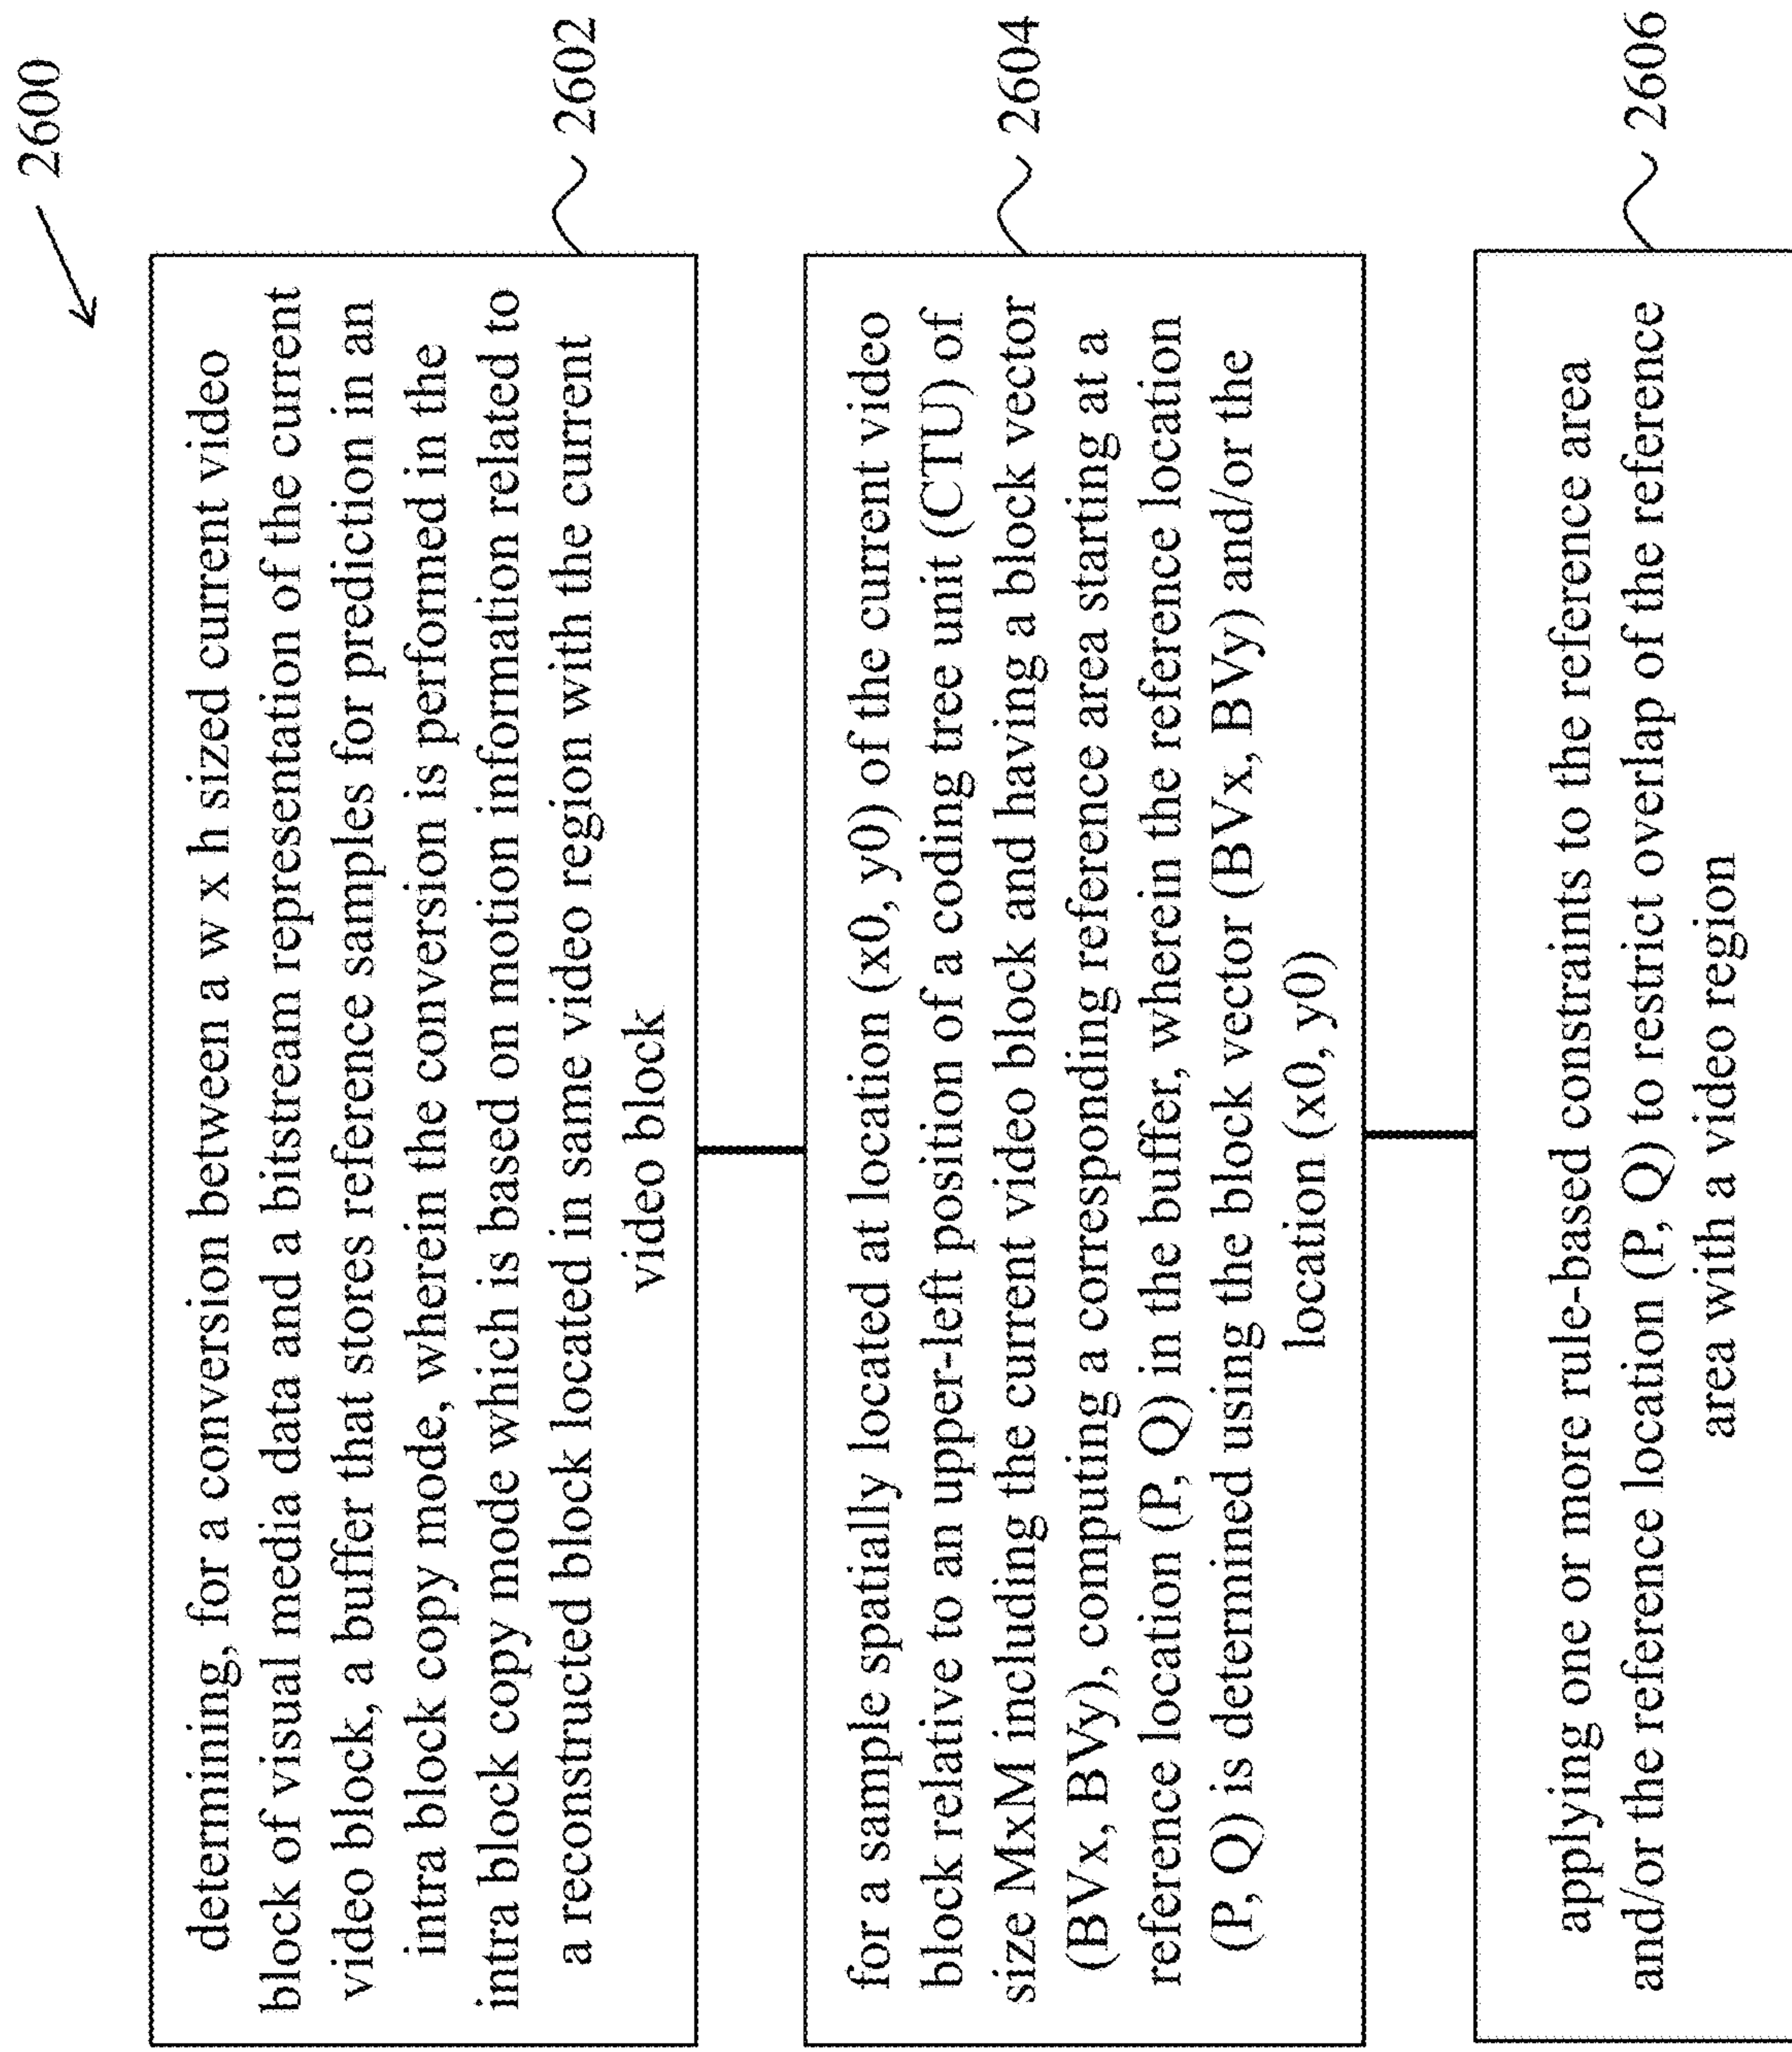 2600
determining, for a conversion between a w x h sized current video
block of visual media data and a bitstream representation of the current
video block, a buffer that stores reference samples for prediction in an
intra block copy mode, wherein the conversion is performed in the
intra block copy mode which is based on motion information related to
a reconstructed block located in same video region with the current
video block
2602
for a sample spatially located at location (x0, y0) of the current video
block relative to an upper-left position of a coding tree unit (CTU) of
size MxM including the current video block and having a block vector
(BVx, BVy), computing a corresponding reference area starting at a
reference location (P, Q) in the buffer, wherein the reference location
(P, Q) is determined using the block vector (BVx, BVy) and/or the
location (x0, y0)
2604
applying one or more rule-based constraints to the reference area
and/or the reference location (P, Q) to restrict overlap of the reference
area with a video region
2606